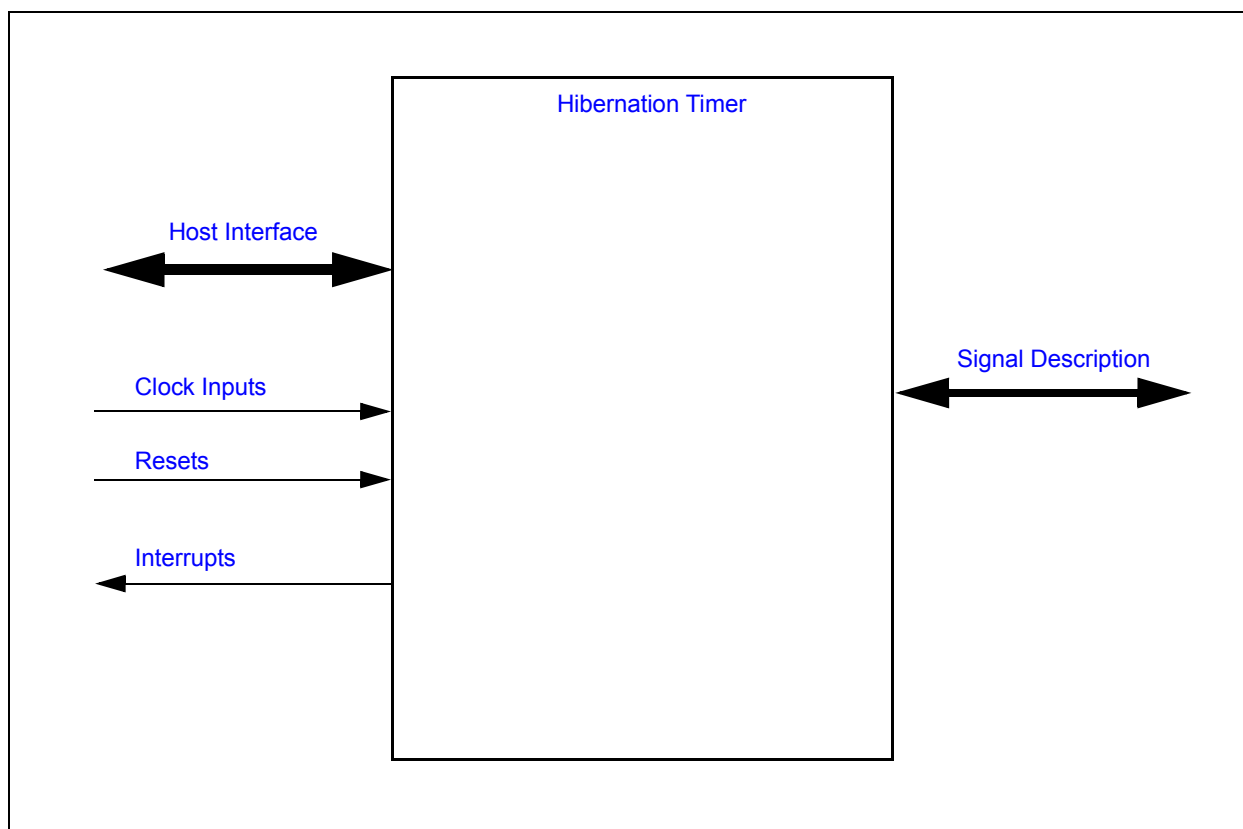 Hibernation Timer
Host Interface
Signal Description
Clock Inputs
Resets
Interrupts